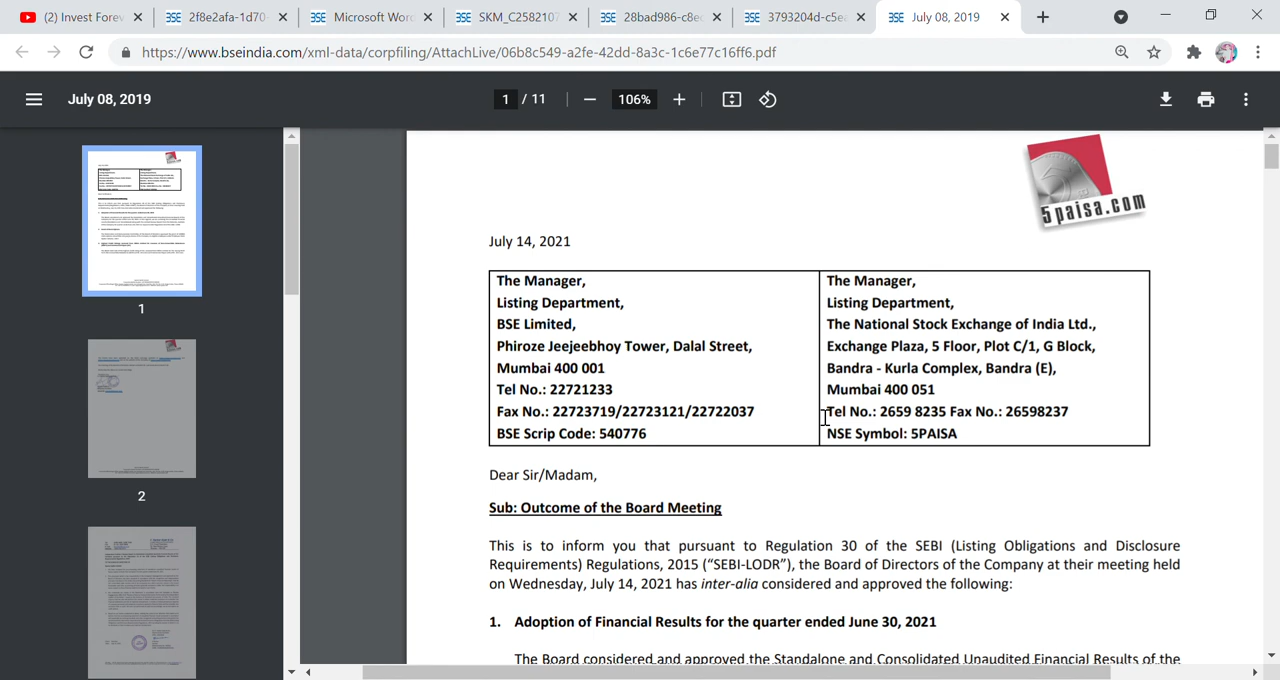 (2) Invest Forev
2f8e2afa-1d70-
Microsoft Word
SKM_C2582107
28bad986-c8ec
3793204d-c5ea
July 08, 2019
https://www.bseindia.com/xml-data/corpfiling/AttachLive/06b8c549-a2fe-42dd-8a3c-1c6e77c16ff6.pdf
July 08, 2019
1 / 11
106%
1
2
5paisa.com
July 14, 2021
The Manager,
Listing Department,
BSE Limited,
Phiroze Jeejeebhoy Tower, Dalal Street,
Mumbai 400 001
Tel No.: 22721233
Fax No.: 22723719/22723121/22722037
BSE Scrip Code: 540776
The Manager,
Listing Department,
The National Stock Exchange of India Ltd.,
Exchange Plaza, 5 Floor, Plot C/1, G Block,
Bandra - Kurla Complex, Bandra (E),
Mumbai 400 051
Tel No.: 2659 8235 Fax No.: 26598237
NSE Symbol: 5PAISA
Dear Sir/Madam,
Sub: Outcome of the Board Meeting
This is to inform you that pursuant to Regulation 30 of the SEBI (Listing Obligations and Disclosure
Requirements) Regulations, 2015 (“SEBI-LODR”), the Board of Directors of the Company at their meeting held
on Wednesday, July 14, 2021 has inter-alia considered and approved the following:
1. Adoption of Financial Results for the quarter ended June 30, 2021
The Board considered and approved the Standalone and Consolidated Unaudited Financial Results of the